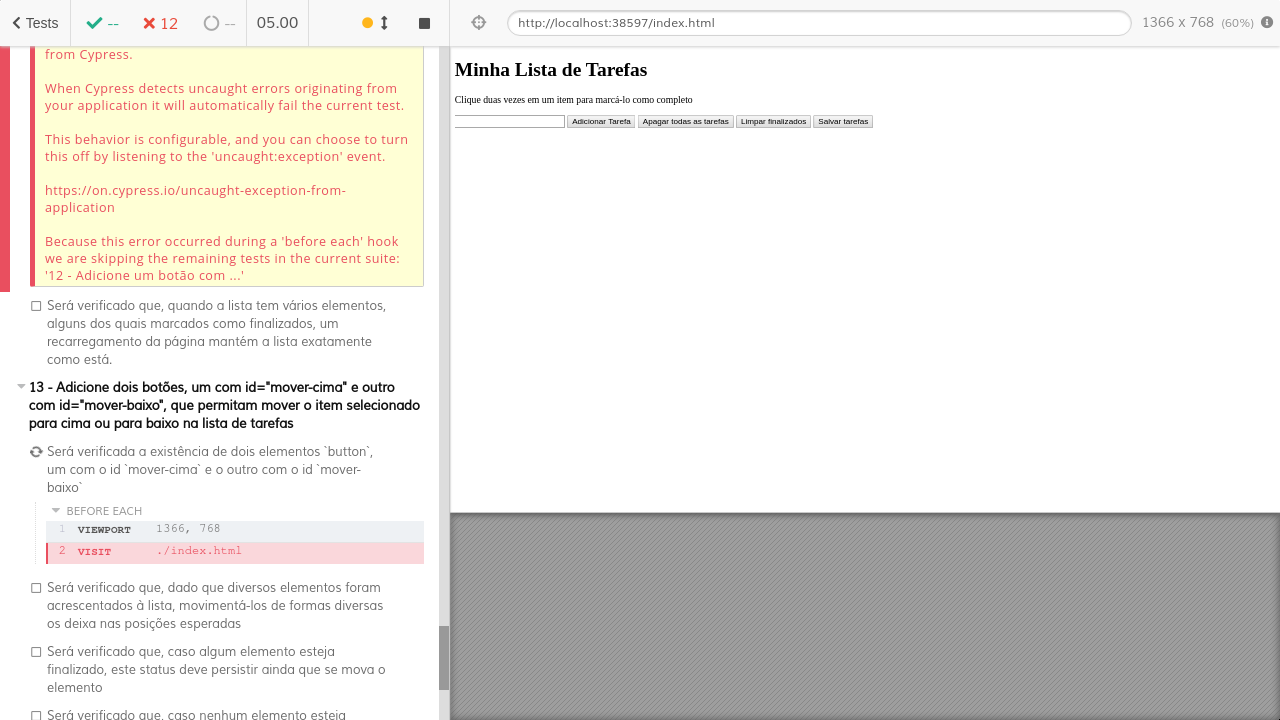 Tests
--
12
--
05.00
http://localhost:38597/index.html
1366 x 768 (60%)
from Cypress.
When Cypress detects uncaught errors originating from
your application it will automatically fail the current test.
This behavior is configurable, and you can choose to turn
this off by listening to the 'uncaught:exception' event.
https://on.cypress.io/uncaught-exception-from-
application
Because this error occurred during a 'before each' hook
we are skipping the remaining tests in the current suite:
'12 - Adicione um botão com ...'
Será verificado que, quando a lista tem vários elementos,
alguns dos quais marcados como finalizados, um
recarregamento da página mantém a lista exatamente
como está.
13 - Adicione dois botões, um com id="mover-cima" e outro
com id="mover-baixo", que permitam mover o item selecionado
para cima ou para baixo na lista de tarefas
Será verificada a existência de dois elementos `button`,
um com o id `mover-cima` e o outro com o id `mover-
baixo`
BEFORE EACH
1 VIEWPORT 1366, 768
2 VISIT ./index.html
Será verificado que, dado que diversos elementos foram
acrescentados à lista, movimentá-los de formas diversas
os deixa nas posições esperadas
Será verificado que, caso algum elemento esteja
finalizado, este status deve persistir ainda que se mova o
elemento
Será verificado que, caso nenhum elemento esteja
Minha Lista de Tarefas
Clique duas vezes em um item para marcá-lo como completo
Adicionar Tarefa Apagar todas as tarefas Limpar finalizados Salvar tarefas